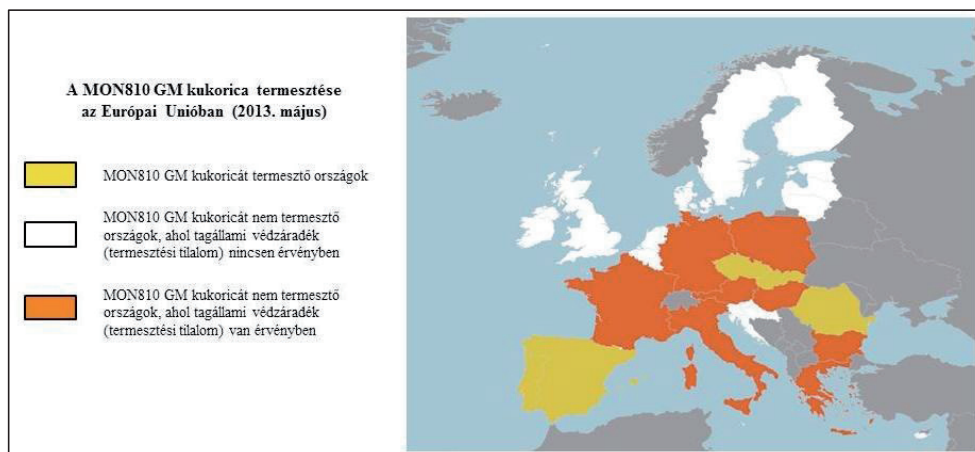 A MON810 GM kukorica termesztése
az Európai Unióban (2013. május)
MON810 GM kukoricát termesztő országok
MON810 GM kukoricát nem termesztő
országok, ahol tagállami védzáradék
(termesztési tilalom) nincsen érvényben
MON810 GM kukoricát nem termesztő
országok, ahol tagállami védzáradék
(termesztési tilalom) van érvényben